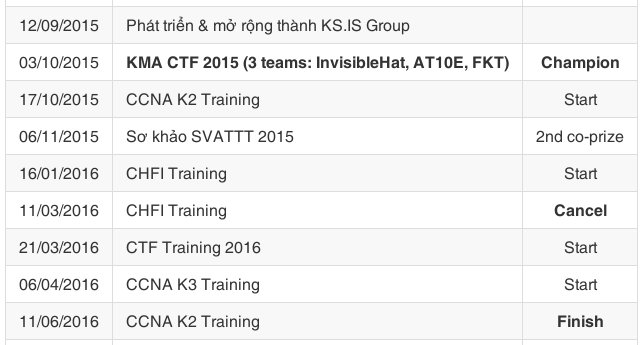 12/09/2015 Phát triển & mở rộng thành KS.IS Group
03/10/2015 KMA CTF 2015 (3 teams: InvisibleHat, AT10E, FKT) Champion
17/10/2015 CCNA K2 Training Start
06/11/2015 Sơ khảo SVATTT 2015 2nd co-prize
16/01/2016 CHFI Training Start
11/03/2016 CHFI Training Cancel
21/03/2016 CTF Training 2016 Start
06/04/2016 CCNA K3 Training Start
11/06/2016 CCNA K2 Training Finish